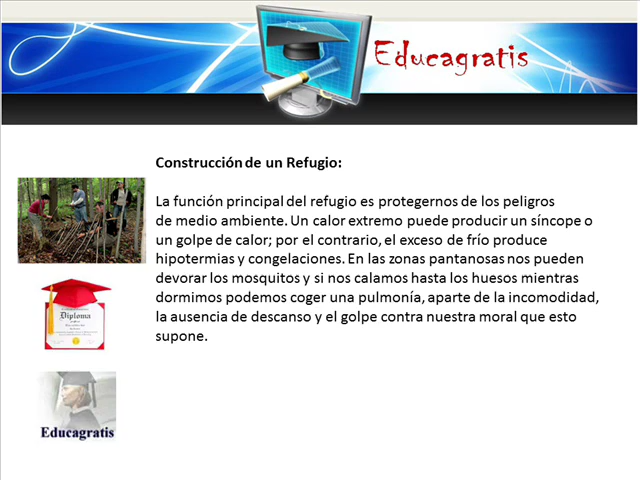 Educagratis
Construcción de un Refugio:
La función principal del refugio es protegernos de los peligros
de medio ambiente. Un calor extremo puede producir un síncope o
un golpe de calor; por el contrario, el exceso de frío produce
hipotermias y congelaciones. En las zonas pantanosas nos pueden
devorar los mosquitos y si nos calamos hasta los huesos mientras
dormimos podemos coger una pulmonía, aparte de la incomodidad,
la ausencia de descanso y el golpe contra nuestra moral que esto
supone.
Diploma
Educagratis